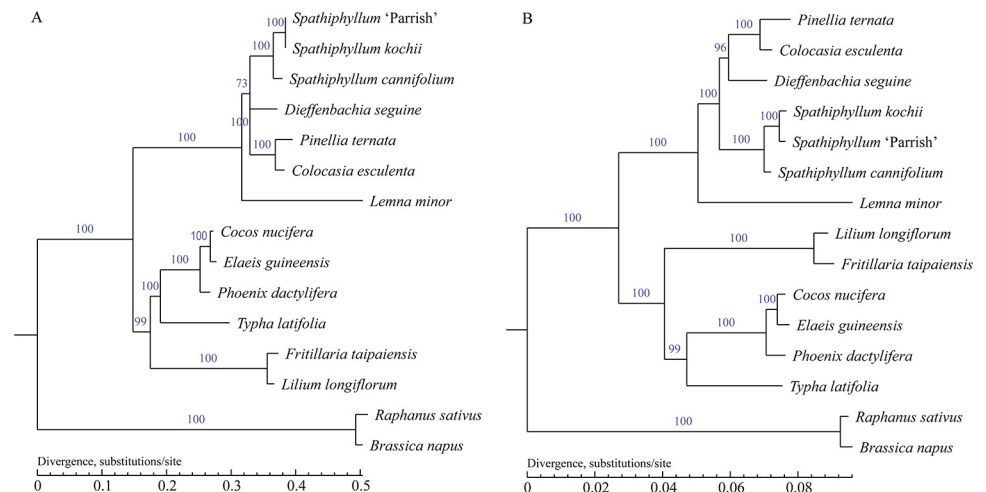 A
Spathiphyllum ‘Parrish’
100
Spathiphyllum kochii
100
Spathiphyllum cannifolium
73
Dieffenbachia seguine
100
100
Pinellia ternata
100
Colocasia esculenta
Lemna minor
100
Cocos nucifera
100
Elaeis guineensis
100
Phoenix dactylifera
100
99
Typha latifolia
Fritillaria taipaiensis
100
Lilium longiflorum
Raphanus sativus
100
Brassica napus
Divergence, substitutions/site
0 0.1 0.2 0.3 0.4 0.5
B
100
Pinellia ternata
96
Colocasia esculenta
Dieffenbachia seguine
100
Spathiphyllum kochii
100
100
Spathiphyllum ‘Parrish’
100
Spathiphyllum cannifolium
Lemna minor
100
Lilium longiflorum
100
Fritillaria taipaiensis
100
Cocos nucifera
100
Elaeis guineensis
100
99
Phoenix dactylifera
Typha latifolia
Raphanus sativus
100
Brassica napus
Divergence, substitutions/site
0 0.02 0.04 0.06 0.08